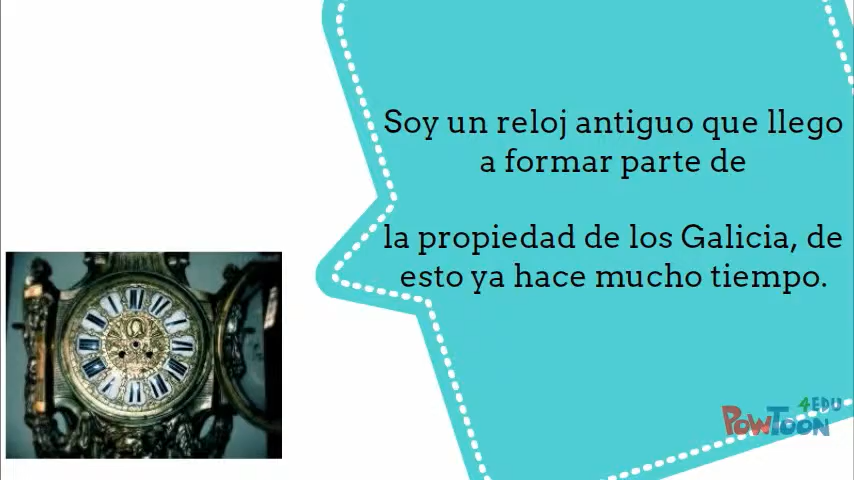 Soy un reloj antiguo que llego
a formar parte de
la propiedad de los Galicia, de
esto ya hace mucho tiempo.
4EDU
POWTOON